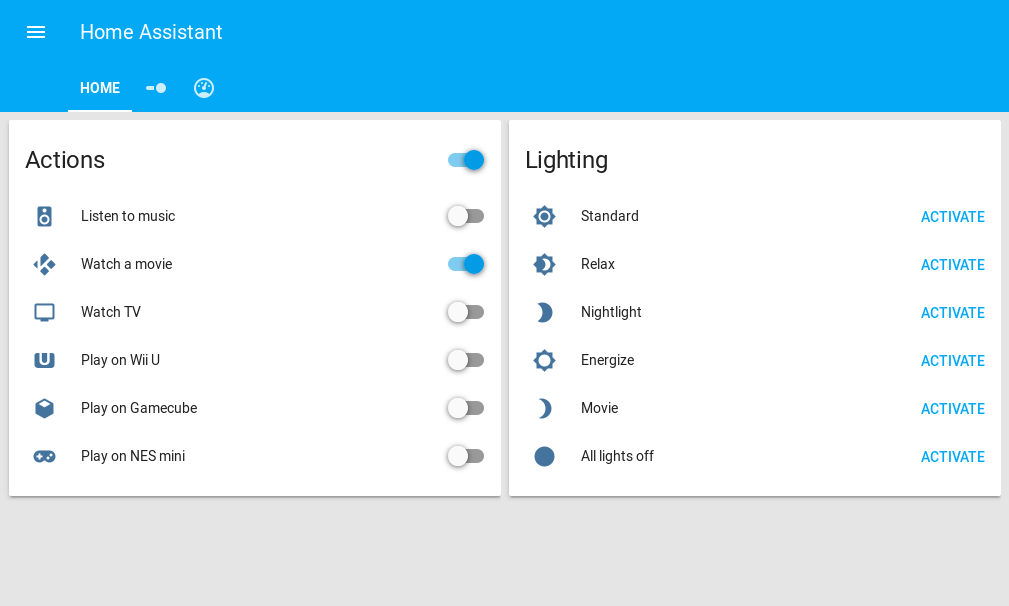 Home Assistant
HOME
Actions
Listen to music
Watch a movie
Watch TV
Play on Wii U
Play on Gamecube
Play on NES mini
Lighting
Standard ACTIVATE
Relax ACTIVATE
Nightlight ACTIVATE
Energize ACTIVATE
Movie ACTIVATE
All lights off ACTIVATE